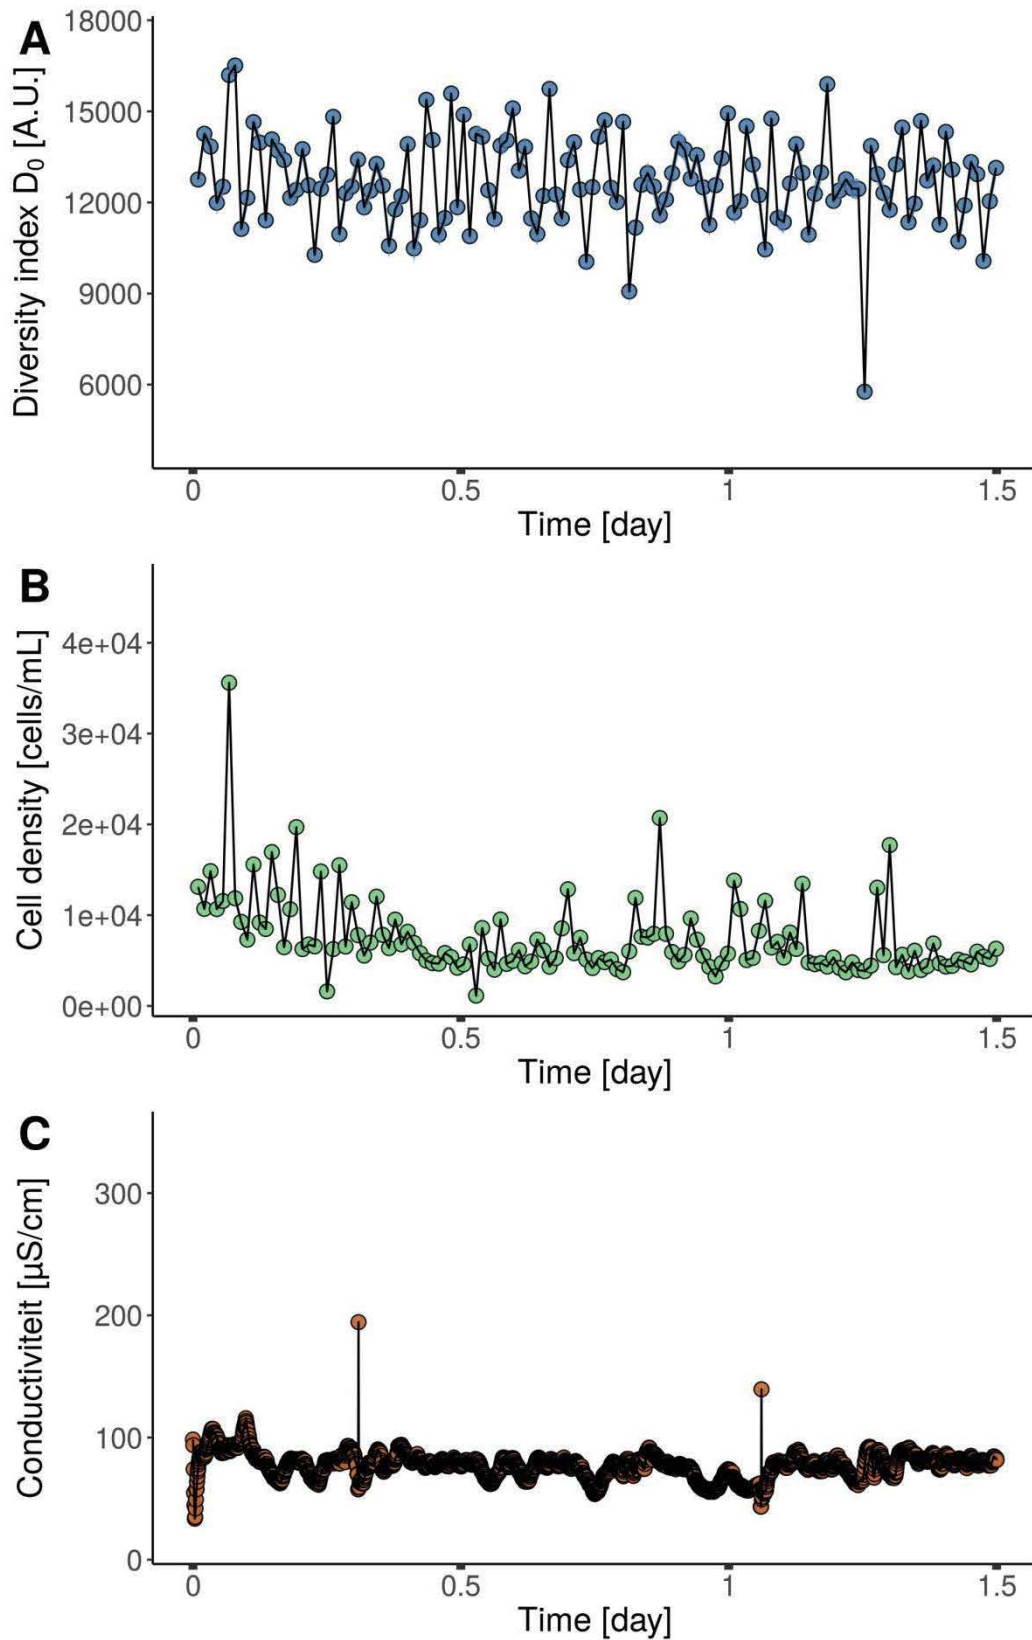 A
Diversity index D₀ [A.U.]
18000
15000
12000
9000
6000
0 0.5 1 1.5
Time [day]
B
Cell density [cells/mL]
4e+04
3e+04
2e+04
1e+04
0e+00
0 0.5 1 1.5
Time [day]
C
Conductiviteit [µS/cm]
300
200
100
0
0 0.5 1 1.5
Time [day]